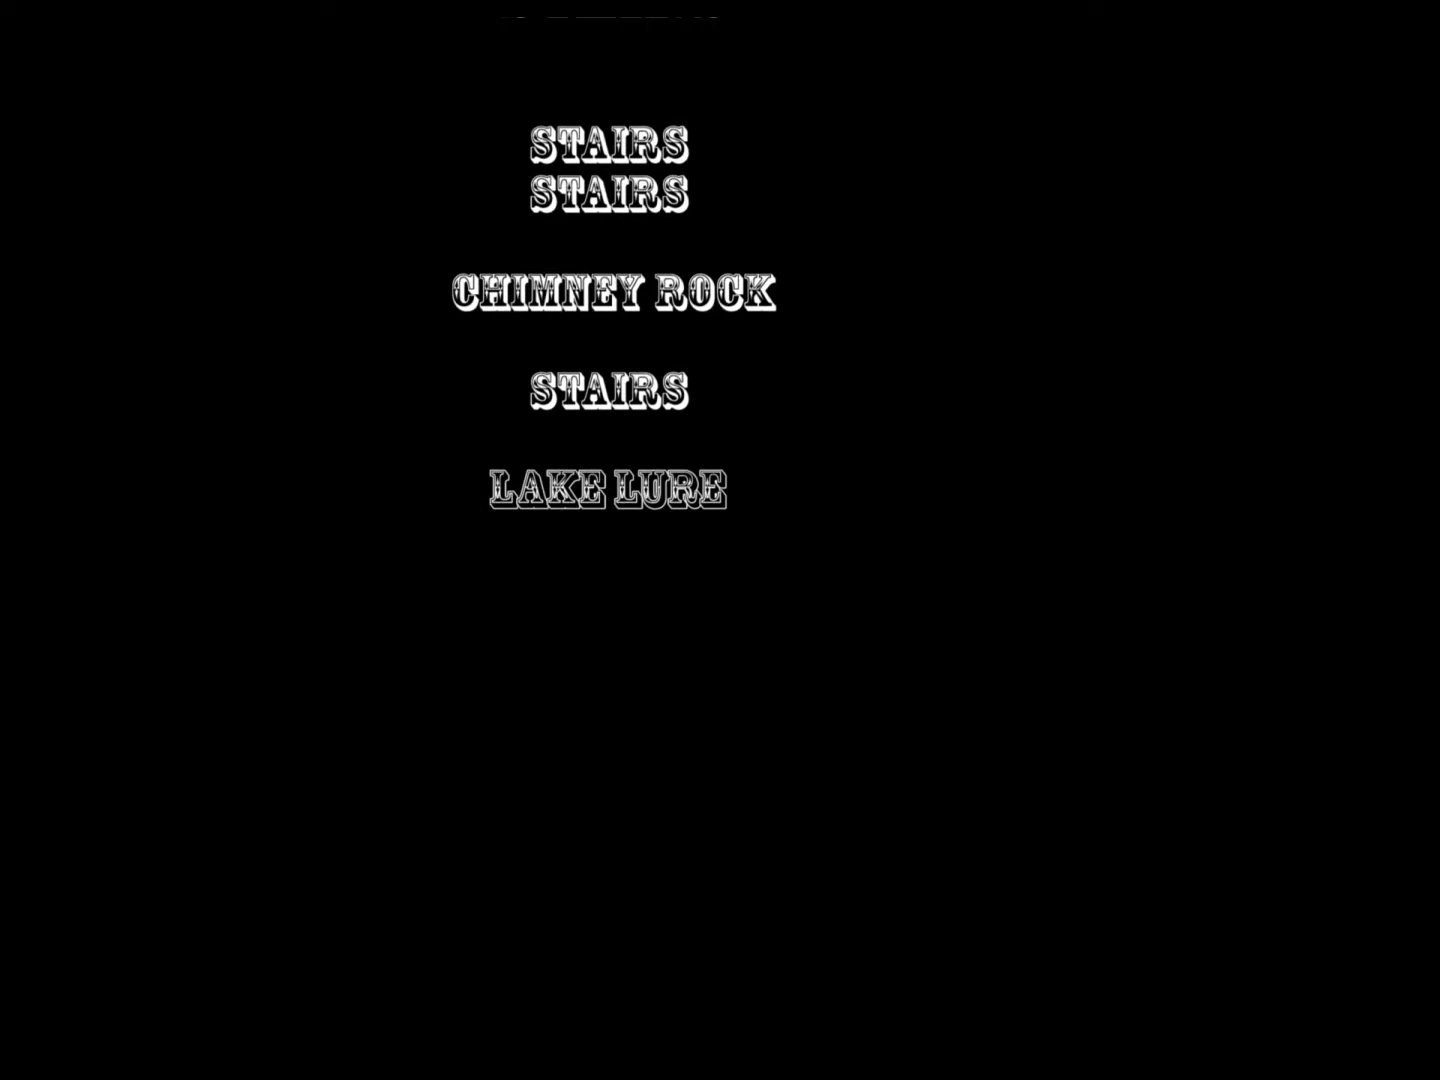 STAIRS
STAIRS
CHIMNEY ROCK
STAIRS
LAKE LURE